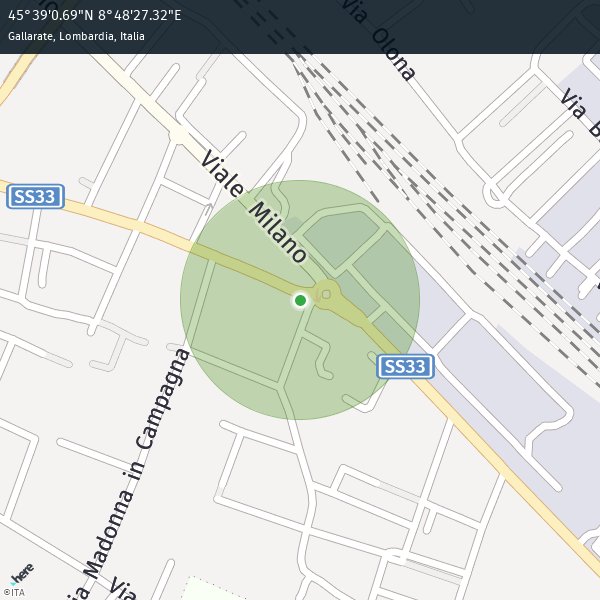 45°39'0.69"N 8°48'27.32"E
Gallarate, Lombardia, Italia
Via Olona
Via B
Viale Milano
SS33
SS33
ia Madonna in Campagna
Via
here
©ITA